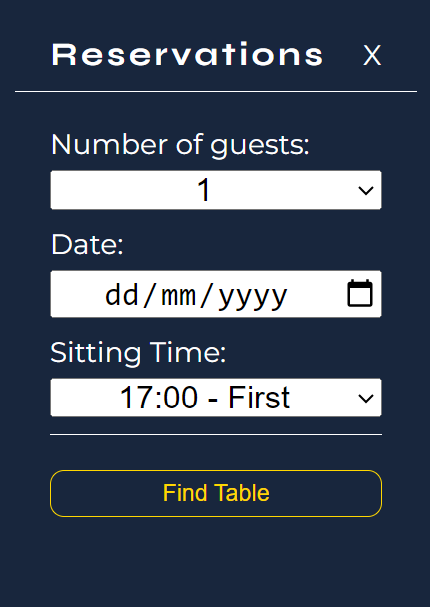 Reservations X
Number of guests:
1
Date:
dd/mm/yyyy
Sitting Time:
17:00 - First
Find Table